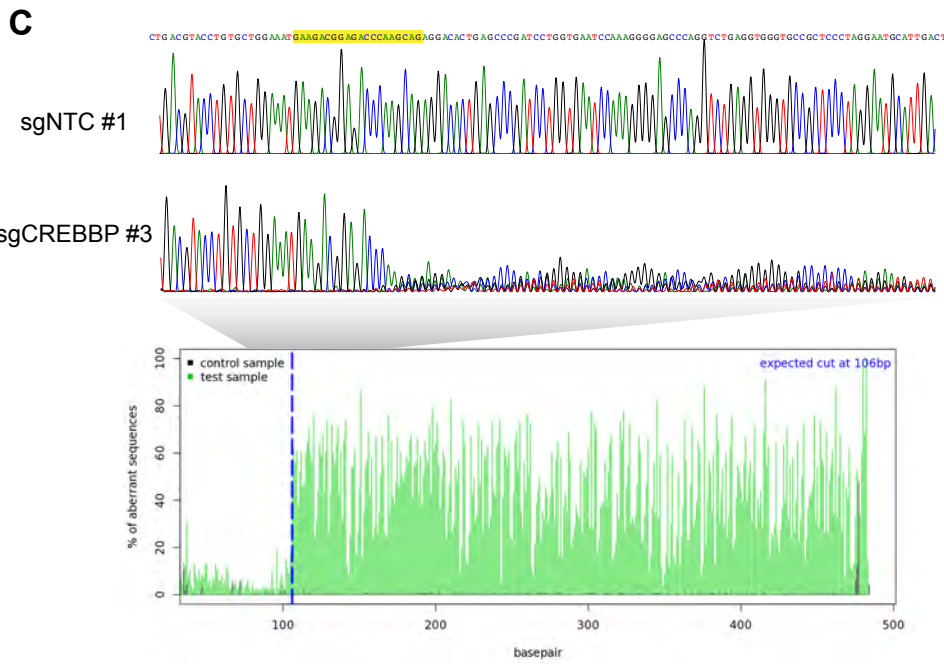 C
CTGACGTACCTGTGCTGGAAATGAAGACGGAGACCCAAGCAGAGGACACTGAGCCCGATCCTGGTGAATCCAAAGGGGAGCCCAGGTCTGAGGTGGGTGCCGCTCCCTAGGAATGCATTGACT
sgNTC #1
sgCREBBP #3
control sample
test sample
expected cut at 106bp
% of aberrant sequences
0
20
40
60
80
100
100
200
300
400
500
basepair